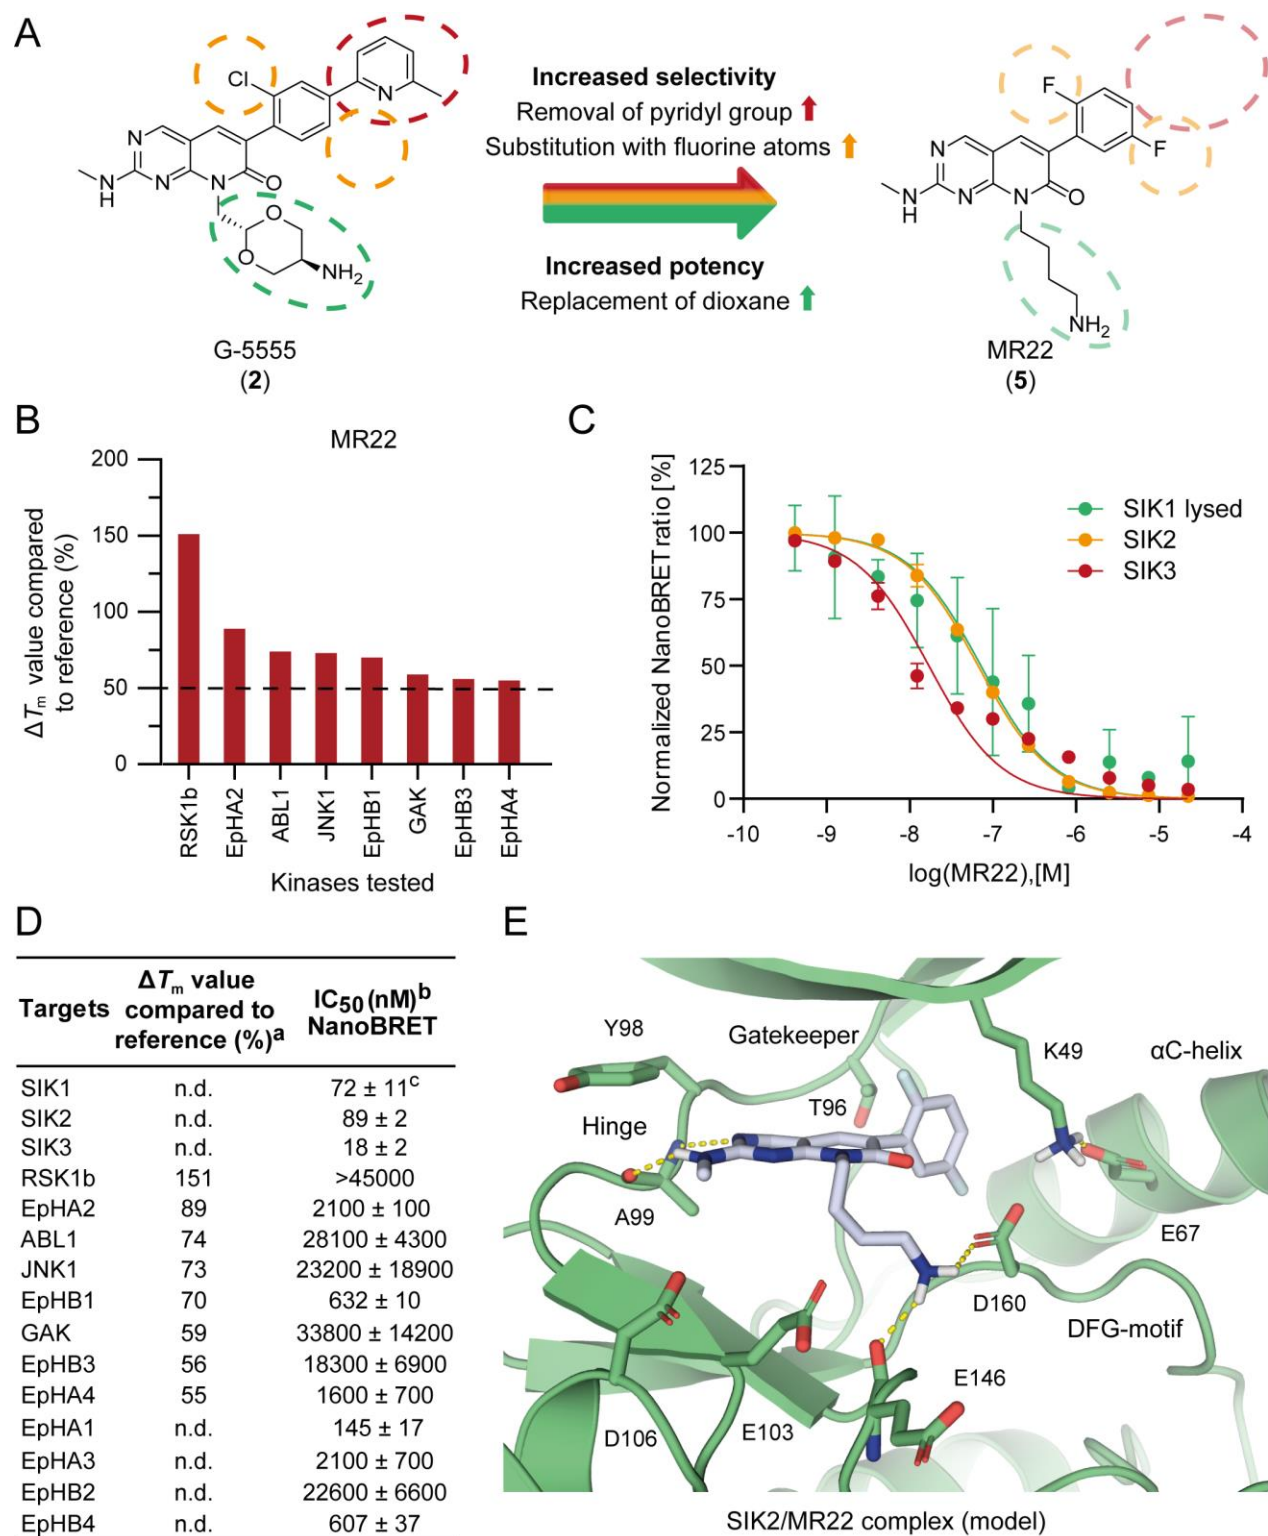 A
Cl
N
N
N
N
N
H
O
O
O
NH2
G-5555
(2)
Increased selectivity
Removal of pyridyl group ⬆
Substitution with fluorine atoms ⬆
Increased potency
Replacement of dioxane ⬆
F
F
N
N
N
N
H
O
NH2
MR22
(5)
B
MR22
ΔTm value compared
to reference (%)
200
150
100
50
0
RSK1b
EpHA2
ABL1
JNK1
EpHB1
GAK
EpHB3
EpHA4
Kinases tested
C
Normalized NanoBRET ratio [%]
125
100
75
50
25
0
-10
-9
-8
-7
-6
-5
-4
log(MR22),[M]
SIK1 lysed
SIK2
SIK3
D
Targets ΔTm value compared to reference (%)a IC50 (nM)b NanoBRET
SIK1 n.d. 72 ± 11c
SIK2 n.d. 89 ± 2
SIK3 n.d. 18 ± 2
RSK1b 151 >45000
EpHA2 89 2100 ± 100
ABL1 74 28100 ± 4300
JNK1 73 23200 ± 18900
EpHB1 70 632 ± 10
GAK 59 33800 ± 14200
EpHB3 56 18300 ± 6900
EpHA4 55 1600 ± 700
EpHA1 n.d. 145 ± 17
EpHA3 n.d. 2100 ± 700
EpHB2 n.d. 22600 ± 6600
EpHB4 n.d. 607 ± 37
E
Y98
Gatekeeper
K49
αC-helix
Hinge
T96
A99
E67
D160
DFG-motif
E146
D106
E103
SIK2/MR22 complex (model)